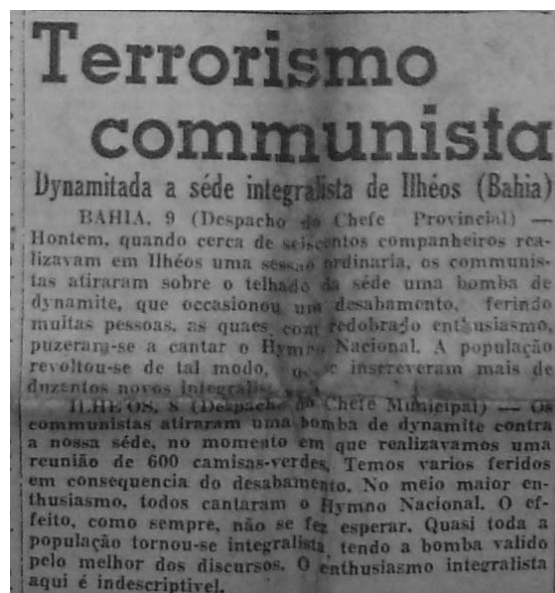 Terrorismo
communista
Dynamitada a séde integralista de Ilhéos (Bahia)
BAHIA, 9 (Despacho do Chefe Provincial) —
Hontem, quando cerca de seiscentos companheiros rea-
lizavam em Ilhéos uma sessão ordinaria, os communis-
tas atiraram sobre o telhado da séde uma bomba de
dynamite, que occasionou um desabamento, ferindo
muitas pessoas, as quaes, com redobrado enthusiasmo,
puzeram-se a cantar o Hymno Nacional. A população
revoltou-se de tal modo, que se inscreveram mais de
duzentos novos integralis
ILHEOS, 8 (Despacho do Chefe Municipal) — Os
communistas atiraram uma bomba de dynamite contra
a nossa séde, no momento em que realizavamos uma
reunião de 600 camisas-verdes, Temos varios feridos
em consequencia do desabamento. No meio maior en-
thusiasmo, todos cantaram o Hymno Nacional. O ef-
feito, como sempre, não se fez esperar. Quasi toda a
população tornou-se integralista, tendo a bomba valido
pelo melhor dos discursos. O enthusiasmo integralista
aqui é indescriptivel.